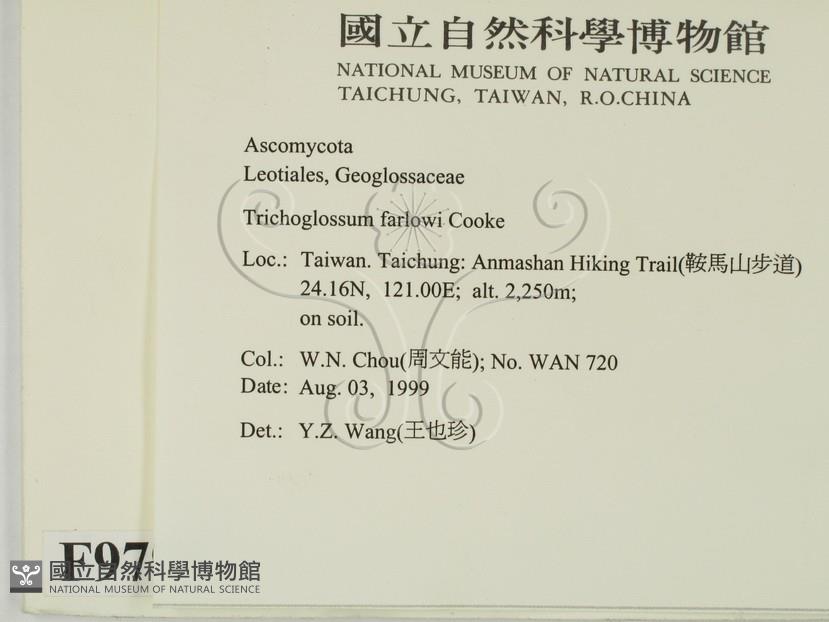 國立自然科學博物館
NATIONAL MUSEUM OF NATURAL SCIENCE
TAICHUNG, TAIWAN, R.O.CHINA
Ascomycota
Leotiales, Geoglossaceae
Trichoglossum farlowi Cooke
Loc.: Taiwan. Taichung: Anmashan Hiking Trail(鞍馬山步道)
24.16N, 121.00E; alt. 2,250m;
on soil.
Col.: W.N. Chou(周文能); No. WAN 720
Date: Aug. 03, 1999
Det.: Y.Z. Wang(王也珍)
國立自然科學博物館
NATIONAL MUSEUM OF NATURAL SCIENCE